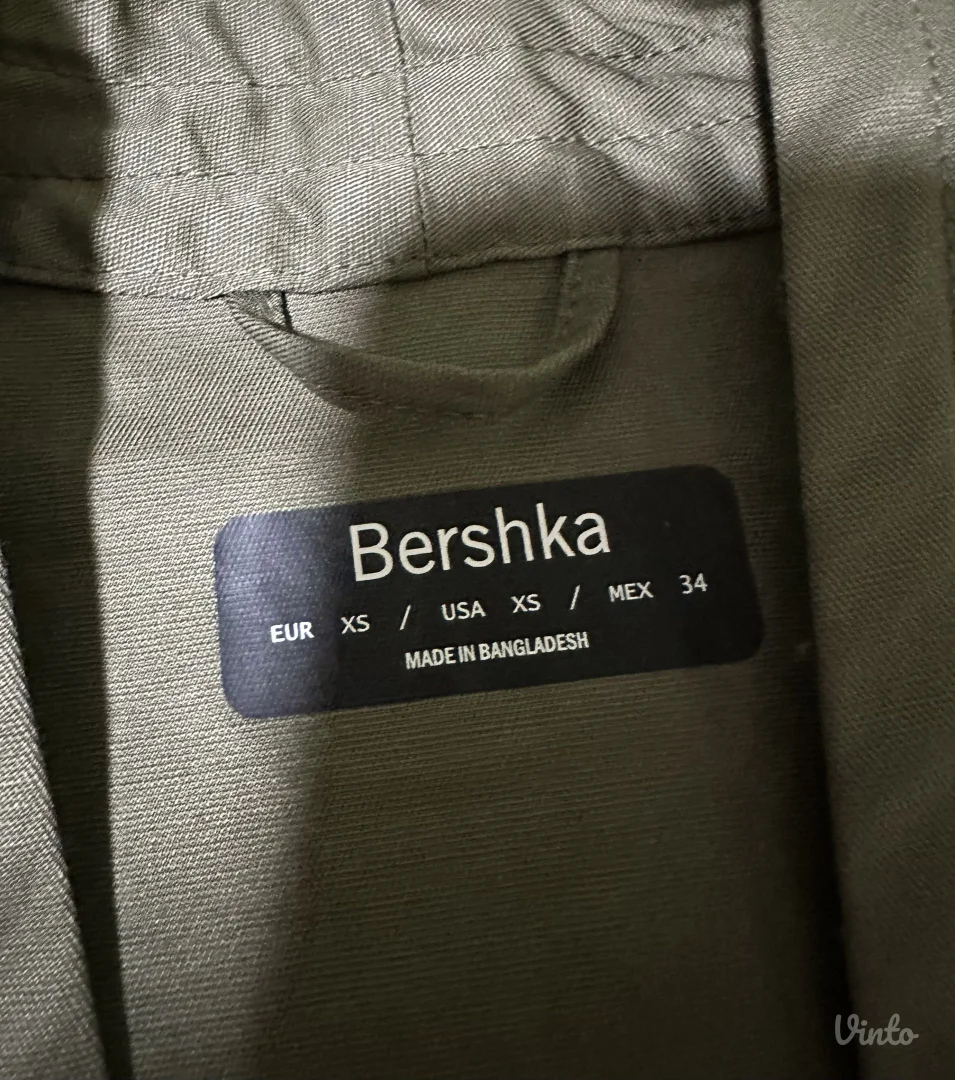 Bershka
EUR XS / USA XS / MEX 34
MADE IN BANGLADESH
Vinto